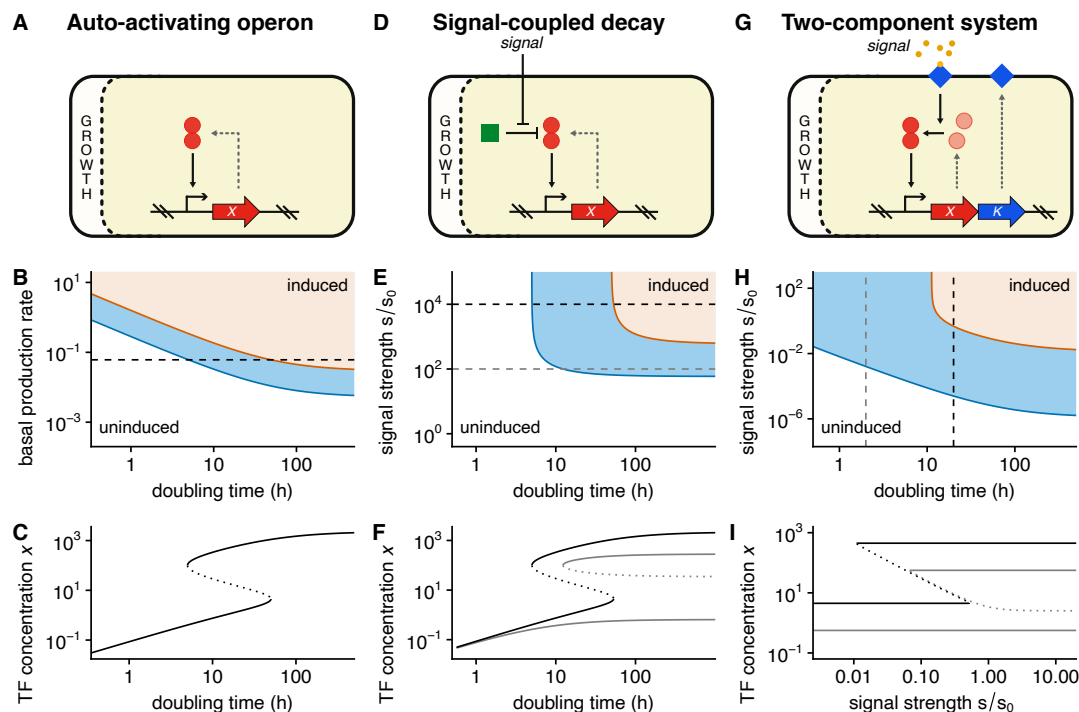 A Auto-activating operon
GROWTH
X
B
basal production rate
10^1
10^-1
10^-3
induced
uninduced
1 10 100
doubling time (h)
C
TF concentration x
10^3
10^1
10^-1
1 10 100
doubling time (h)
D Signal-coupled decay
signal
GROWTH
X
E
signal strength s/s0
10^4
10^2
10^0
induced
uninduced
1 10 100
doubling time (h)
F
TF concentration x
10^3
10^1
10^-1
1 10 100
doubling time (h)
G Two-component system
signal
GROWTH
X K
H
signal strength s/s0
10^2
10^-2
10^-6
induced
uninduced
1 10 100
doubling time (h)
I
TF concentration x
10^3
10^1
10^-1
0.01 0.10 1.00 10.00
signal strength s/s0